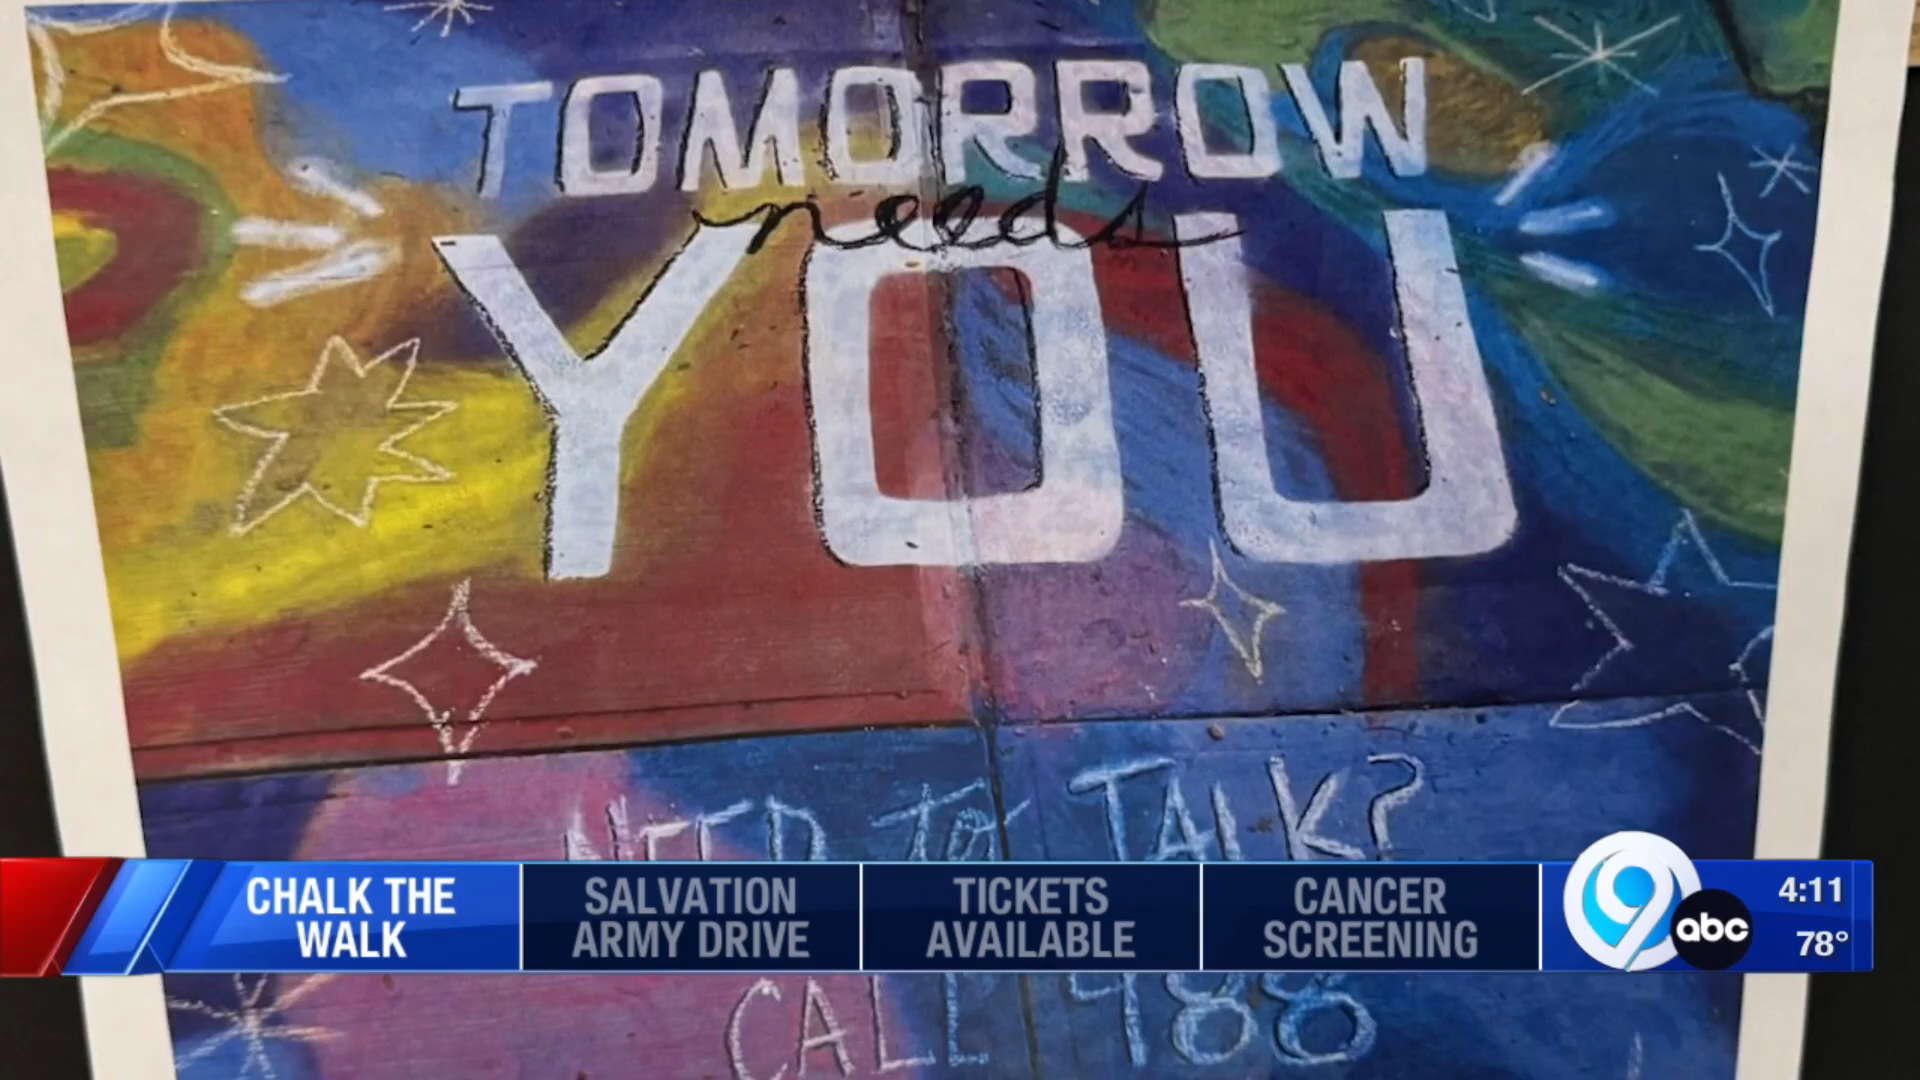 TOMORROW
needs
YOU
NEED TO TALK?
CHALK THE WALK
SALVATION ARMY DRIVE
TICKETS AVAILABLE
CANCER SCREENING
9
abc
4:11
78°
CALL 988